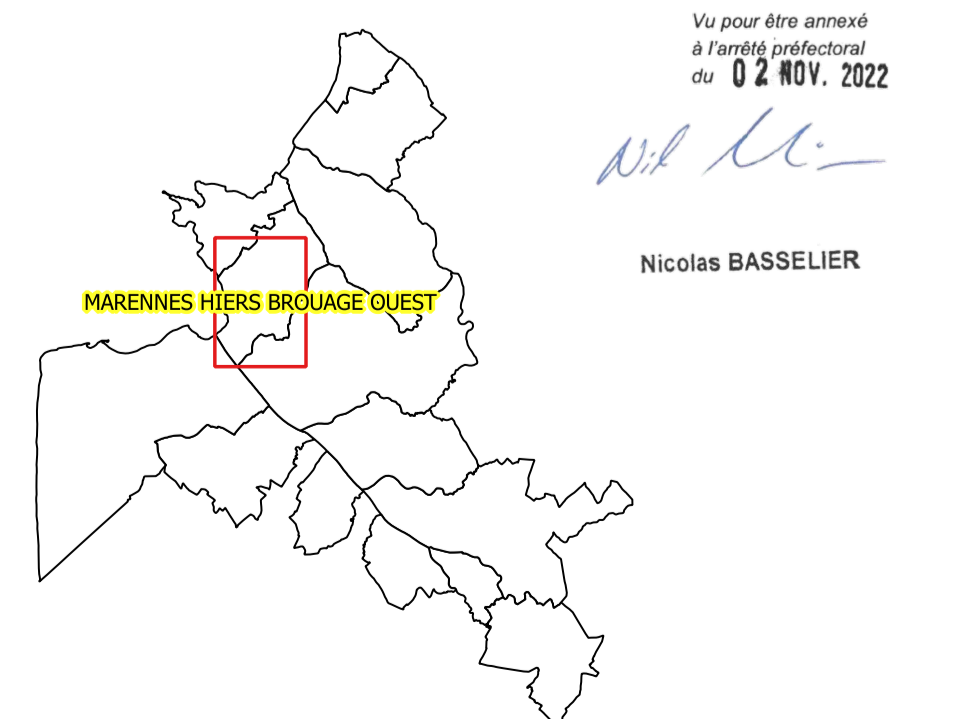 Vu pour être annexé
à l'arrêté préfectoral
du 02 NOV. 2022
Nicolas BASSELIER
MARENNES HIERS BROUAGE OUEST